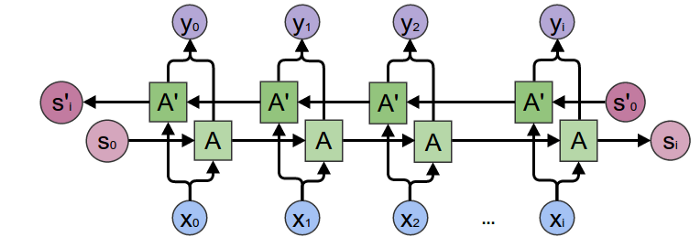 y₀ y₁ y₂ yᵢ
s'ᵢ A' A' A' A' s'₀
s₀ A A A A sᵢ
x₀ x₁ x₂ ... xᵢ